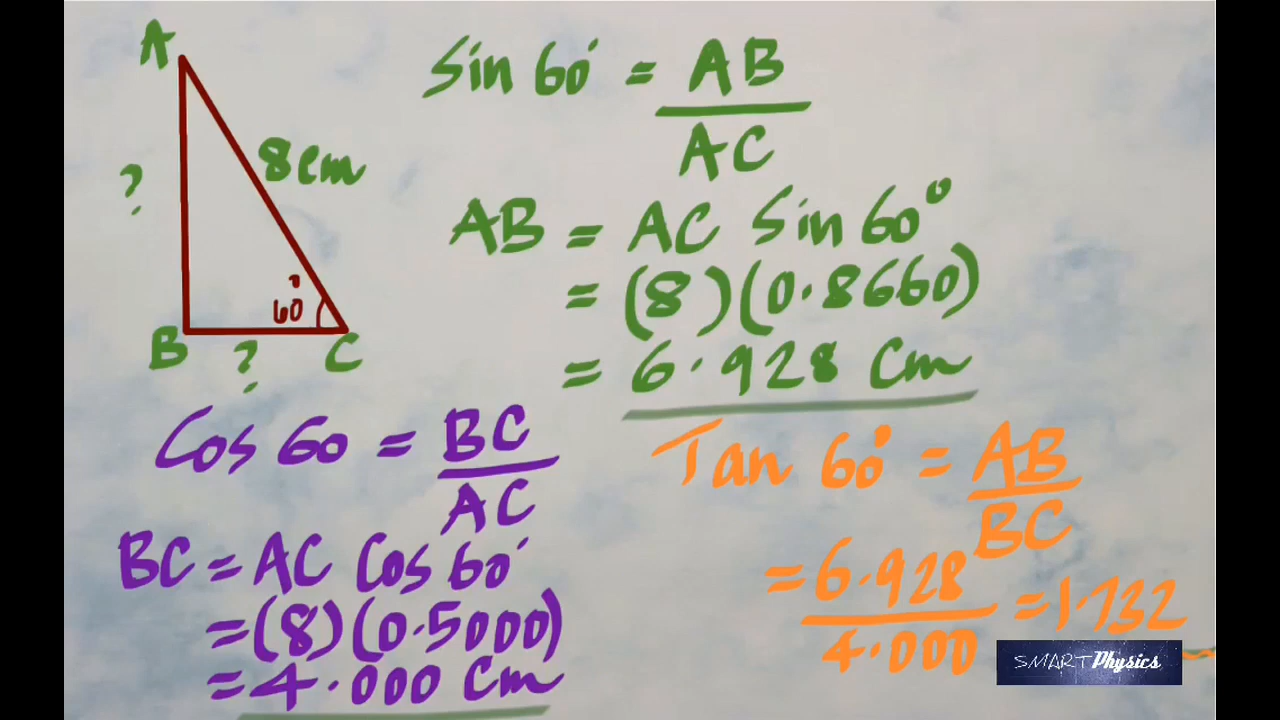 A
?
8cm
60°
B
?
C
Sin 60° = AB
AC
AB = AC Sin 60°
= (8)(0.8660)
= 6.928 Cm
Cos 60 = BC
AC
BC = AC Cos 60°
= (8)(0.5000)
= 4.000 Cm
Tan 60° = AB
BC
= 6.928
4.000
= 1.732
SMART Physics